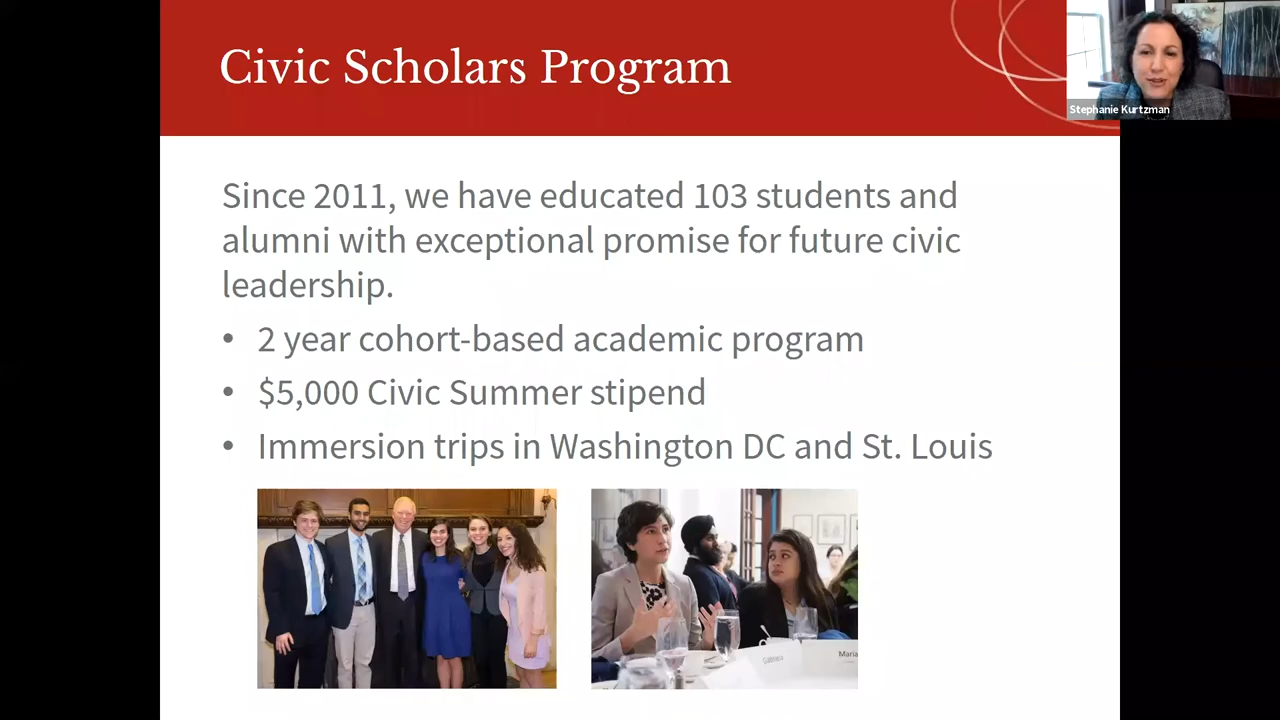 Civic Scholars Program
Stephanie Kurtzman
Since 2011, we have educated 103 students and
alumni with exceptional promise for future civic
leadership.
• 2 year cohort-based academic program
• $5,000 Civic Summer stipend
• Immersion trips in Washington DC and St. Louis
Gabriela
Maria